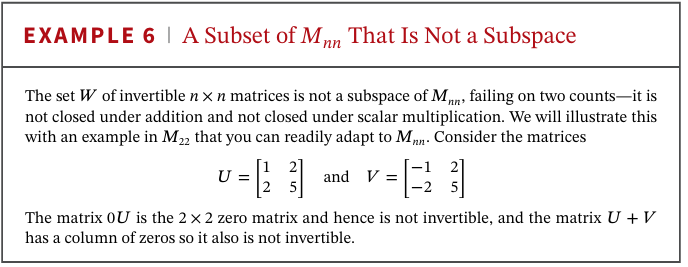 EXAMPLE 6 | A Subset of Mₙₙ That Is Not a Subspace
The set W of invertible n × n matrices is not a subspace of Mₙₙ, failing on two counts—it is
not closed under addition and not closed under scalar multiplication. We will illustrate this
with an example in M₂₂ that you can readily adapt to Mₙₙ. Consider the matrices
U = [1 2; 2 5] and V = [−1 2; −2 5]
The matrix 0U is the 2 × 2 zero matrix and hence is not invertible, and the matrix U + V
has a column of zeros so it also is not invertible.